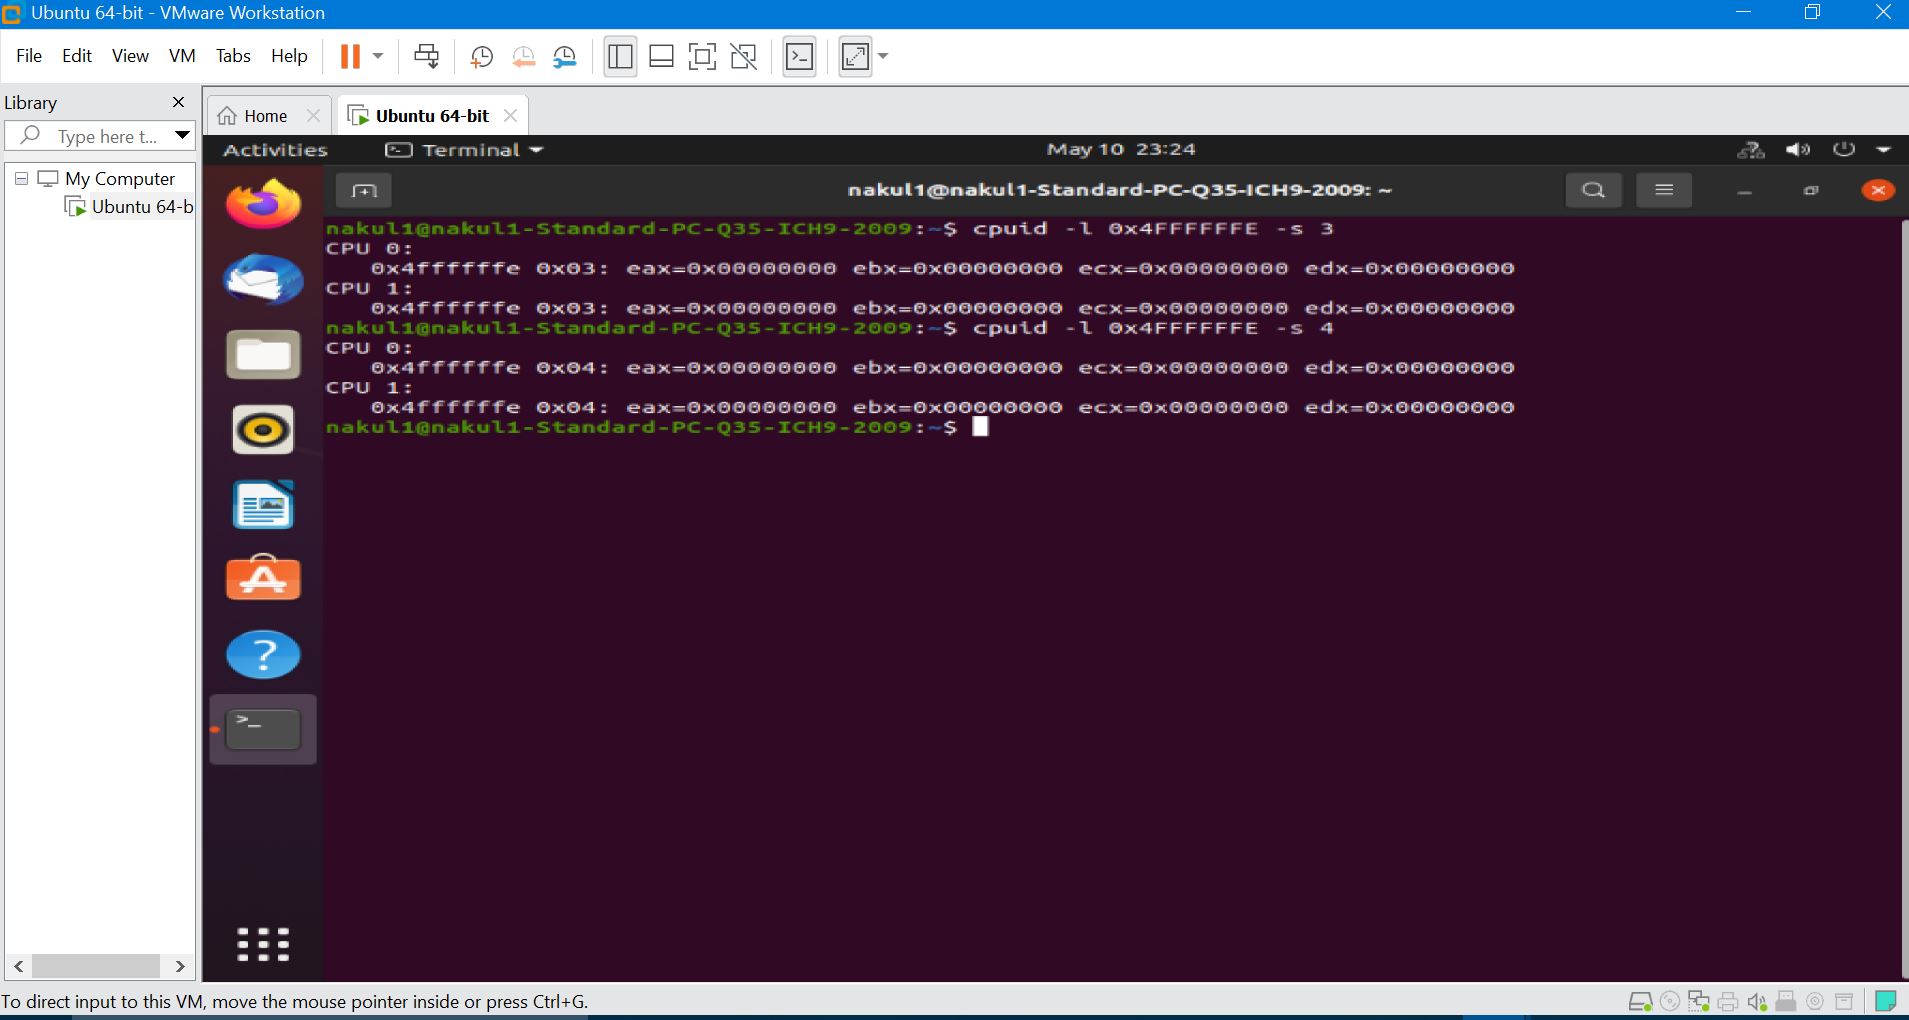 Ubuntu 64-bit - VMware Workstation
File Edit View VM Tabs Help
Library
Home
Ubuntu 64-bit
Type here t...
Activities
Terminal
May 10 23:24
My Computer
Ubuntu 64-b
nakul1@nakul1-Standard-PC-Q35-ICH9-2009: ~
nakul1@nakul1-Standard-PC-Q35-ICH9-2009:~$ cpuid -l 0x4FFFFFFE -s 3
CPU 0:
0x4ffffffe 0x03: eax=0x00000000 ebx=0x00000000 ecx=0x00000000 edx=0x00000000
CPU 1:
0x4ffffffe 0x03: eax=0x00000000 ebx=0x00000000 ecx=0x00000000 edx=0x00000000
nakul1@nakul1-Standard-PC-Q35-ICH9-2009:~$ cpuid -l 0x4FFFFFFE -s 4
CPU 0:
0x4ffffffe 0x04: eax=0x00000000 ebx=0x00000000 ecx=0x00000000 edx=0x00000000
CPU 1:
0x4ffffffe 0x04: eax=0x00000000 ebx=0x00000000 ecx=0x00000000 edx=0x00000000
nakul1@nakul1-Standard-PC-Q35-ICH9-2009:~$
To direct input to this VM, move the mouse pointer inside or press Ctrl+G.